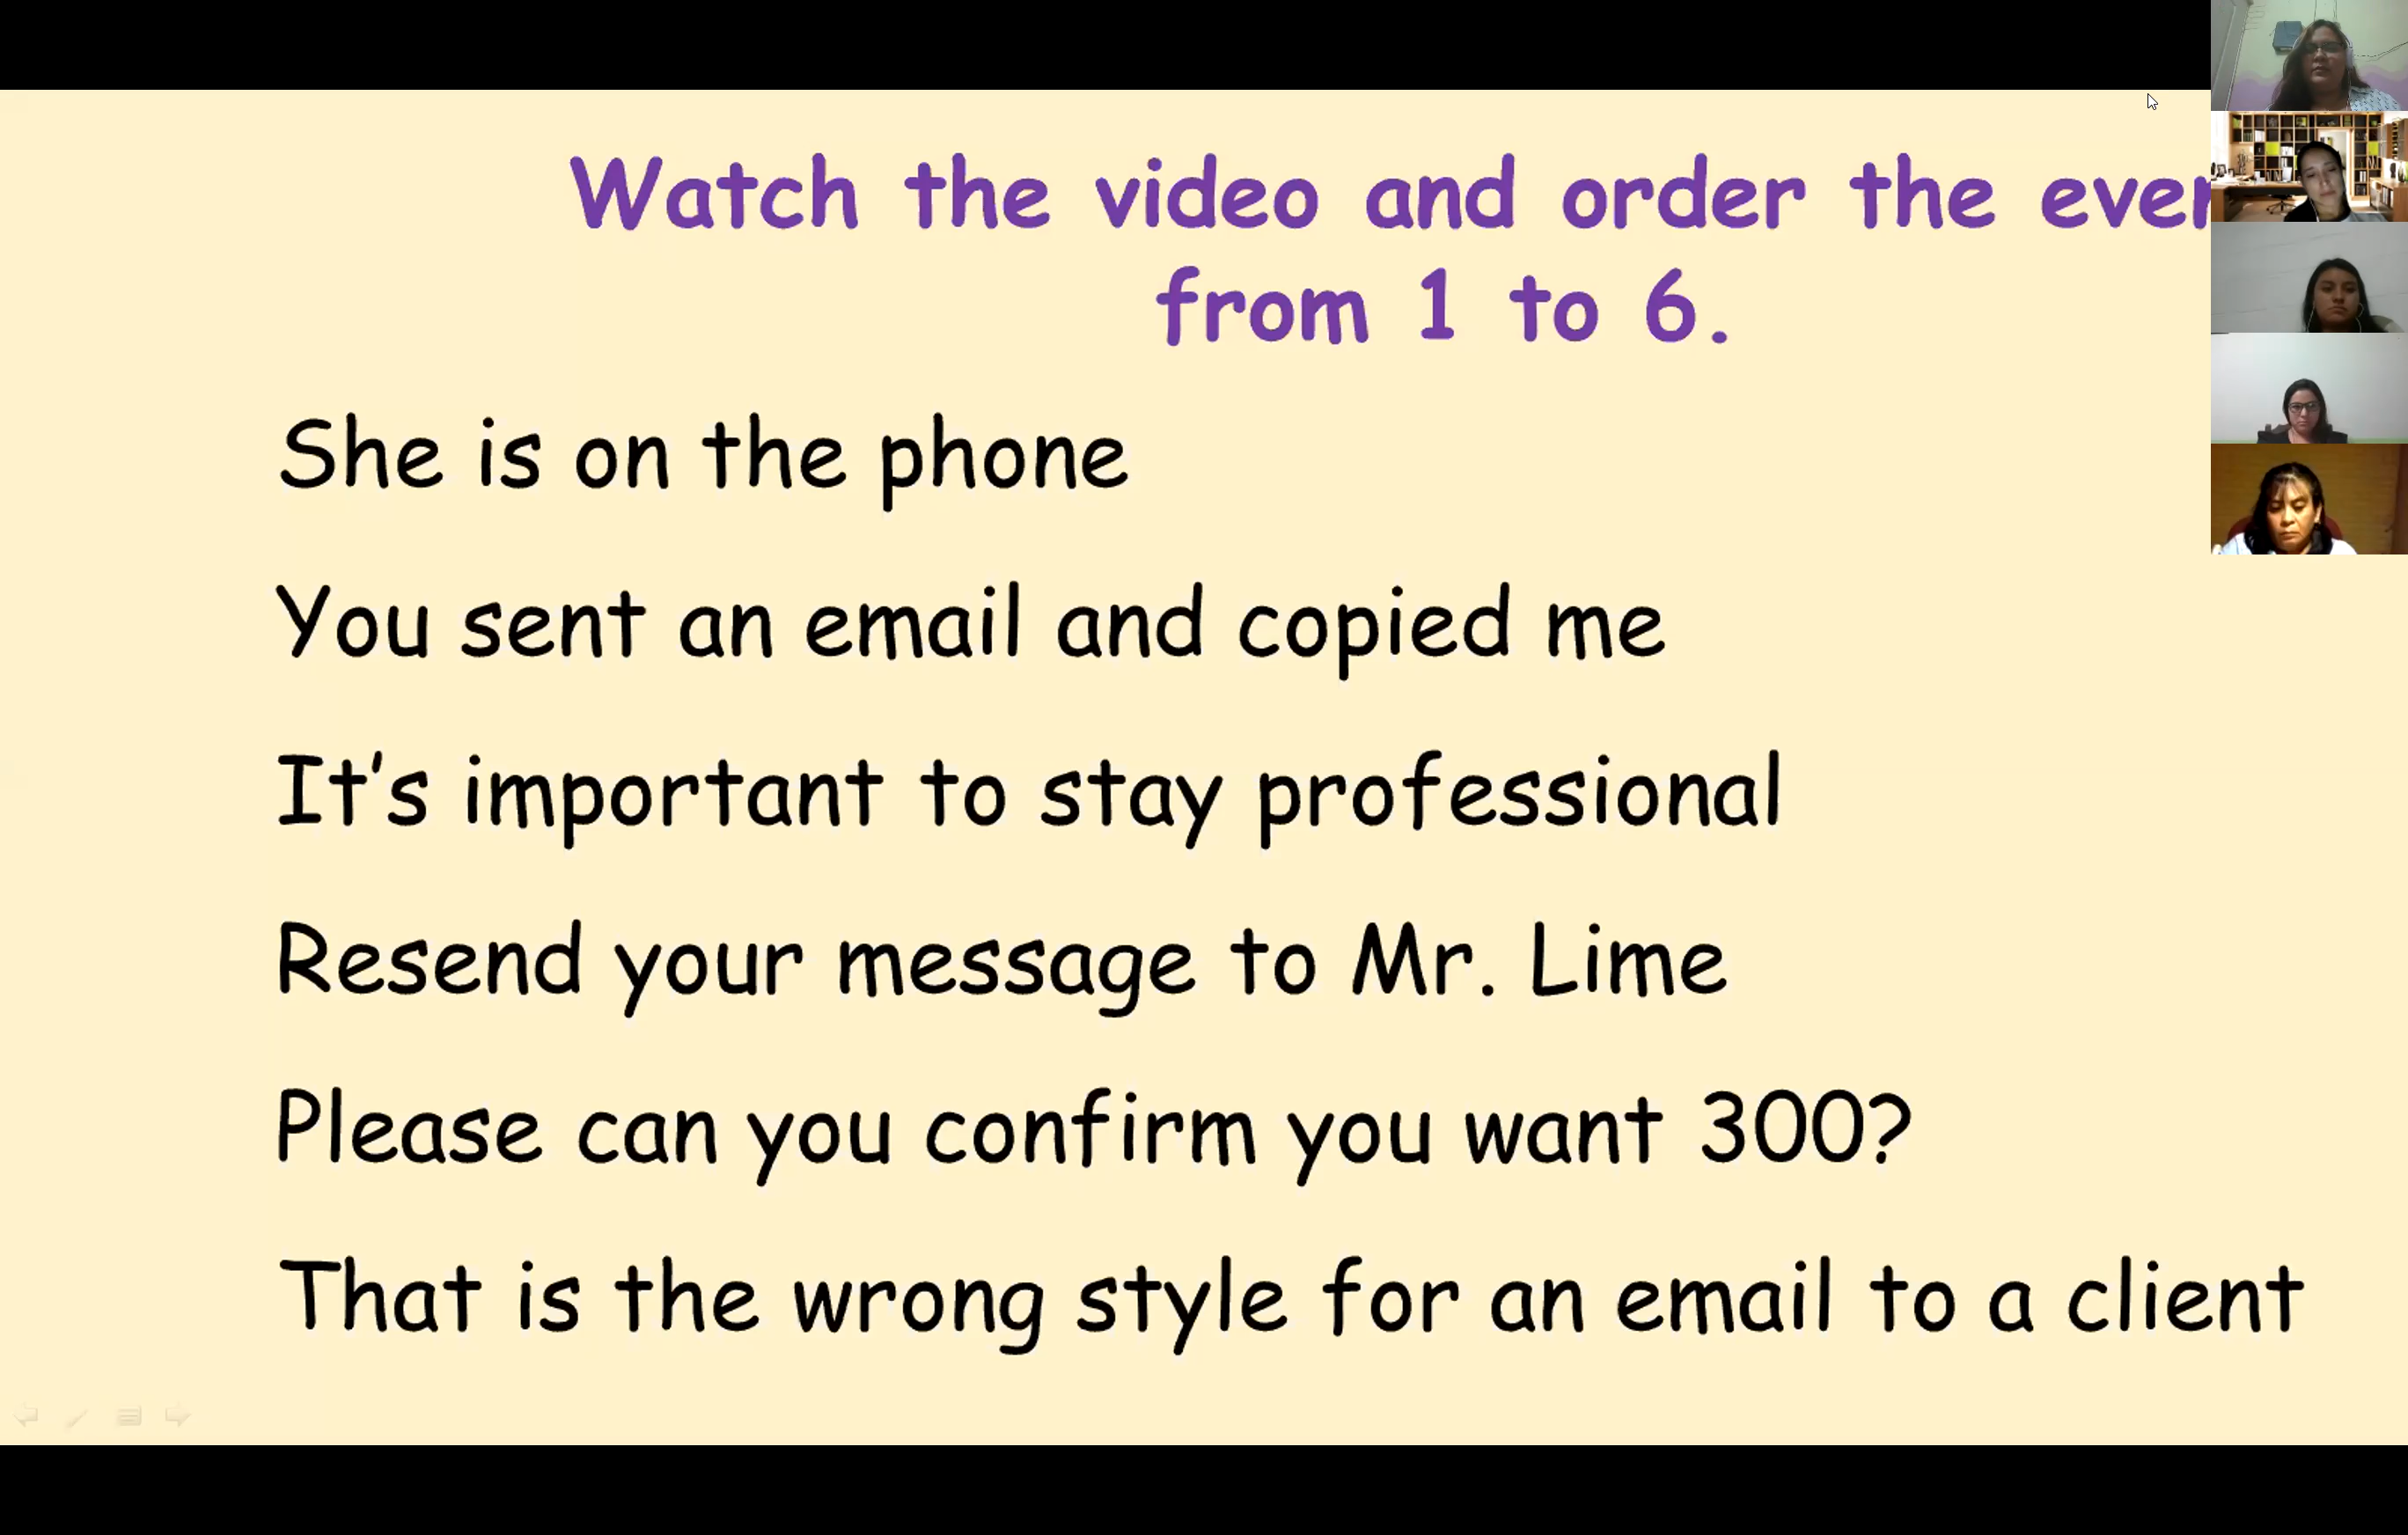 Watch the video and order the
from 1 to 6.
She is on the phone
You sent an email and copied me
It's important to stay professional
Resend your message to Mr. Lime
Please can you confirm you want 300?
That is the wrong style for an email to a client